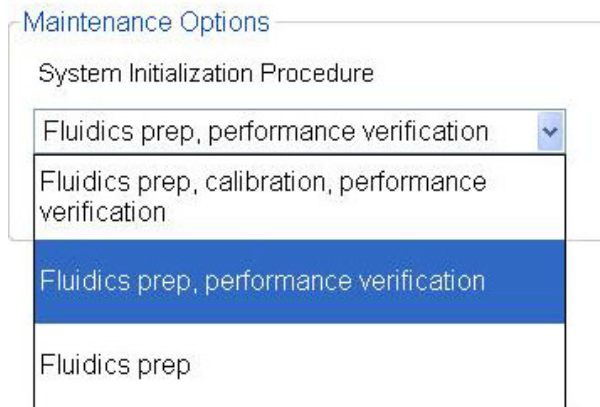 Maintenance Options
System Initialization Procedure
Fluidics prep, performance verification
Fluidics prep, calibration, performance
verification
Fluidics prep, performance verification
Fluidics prep